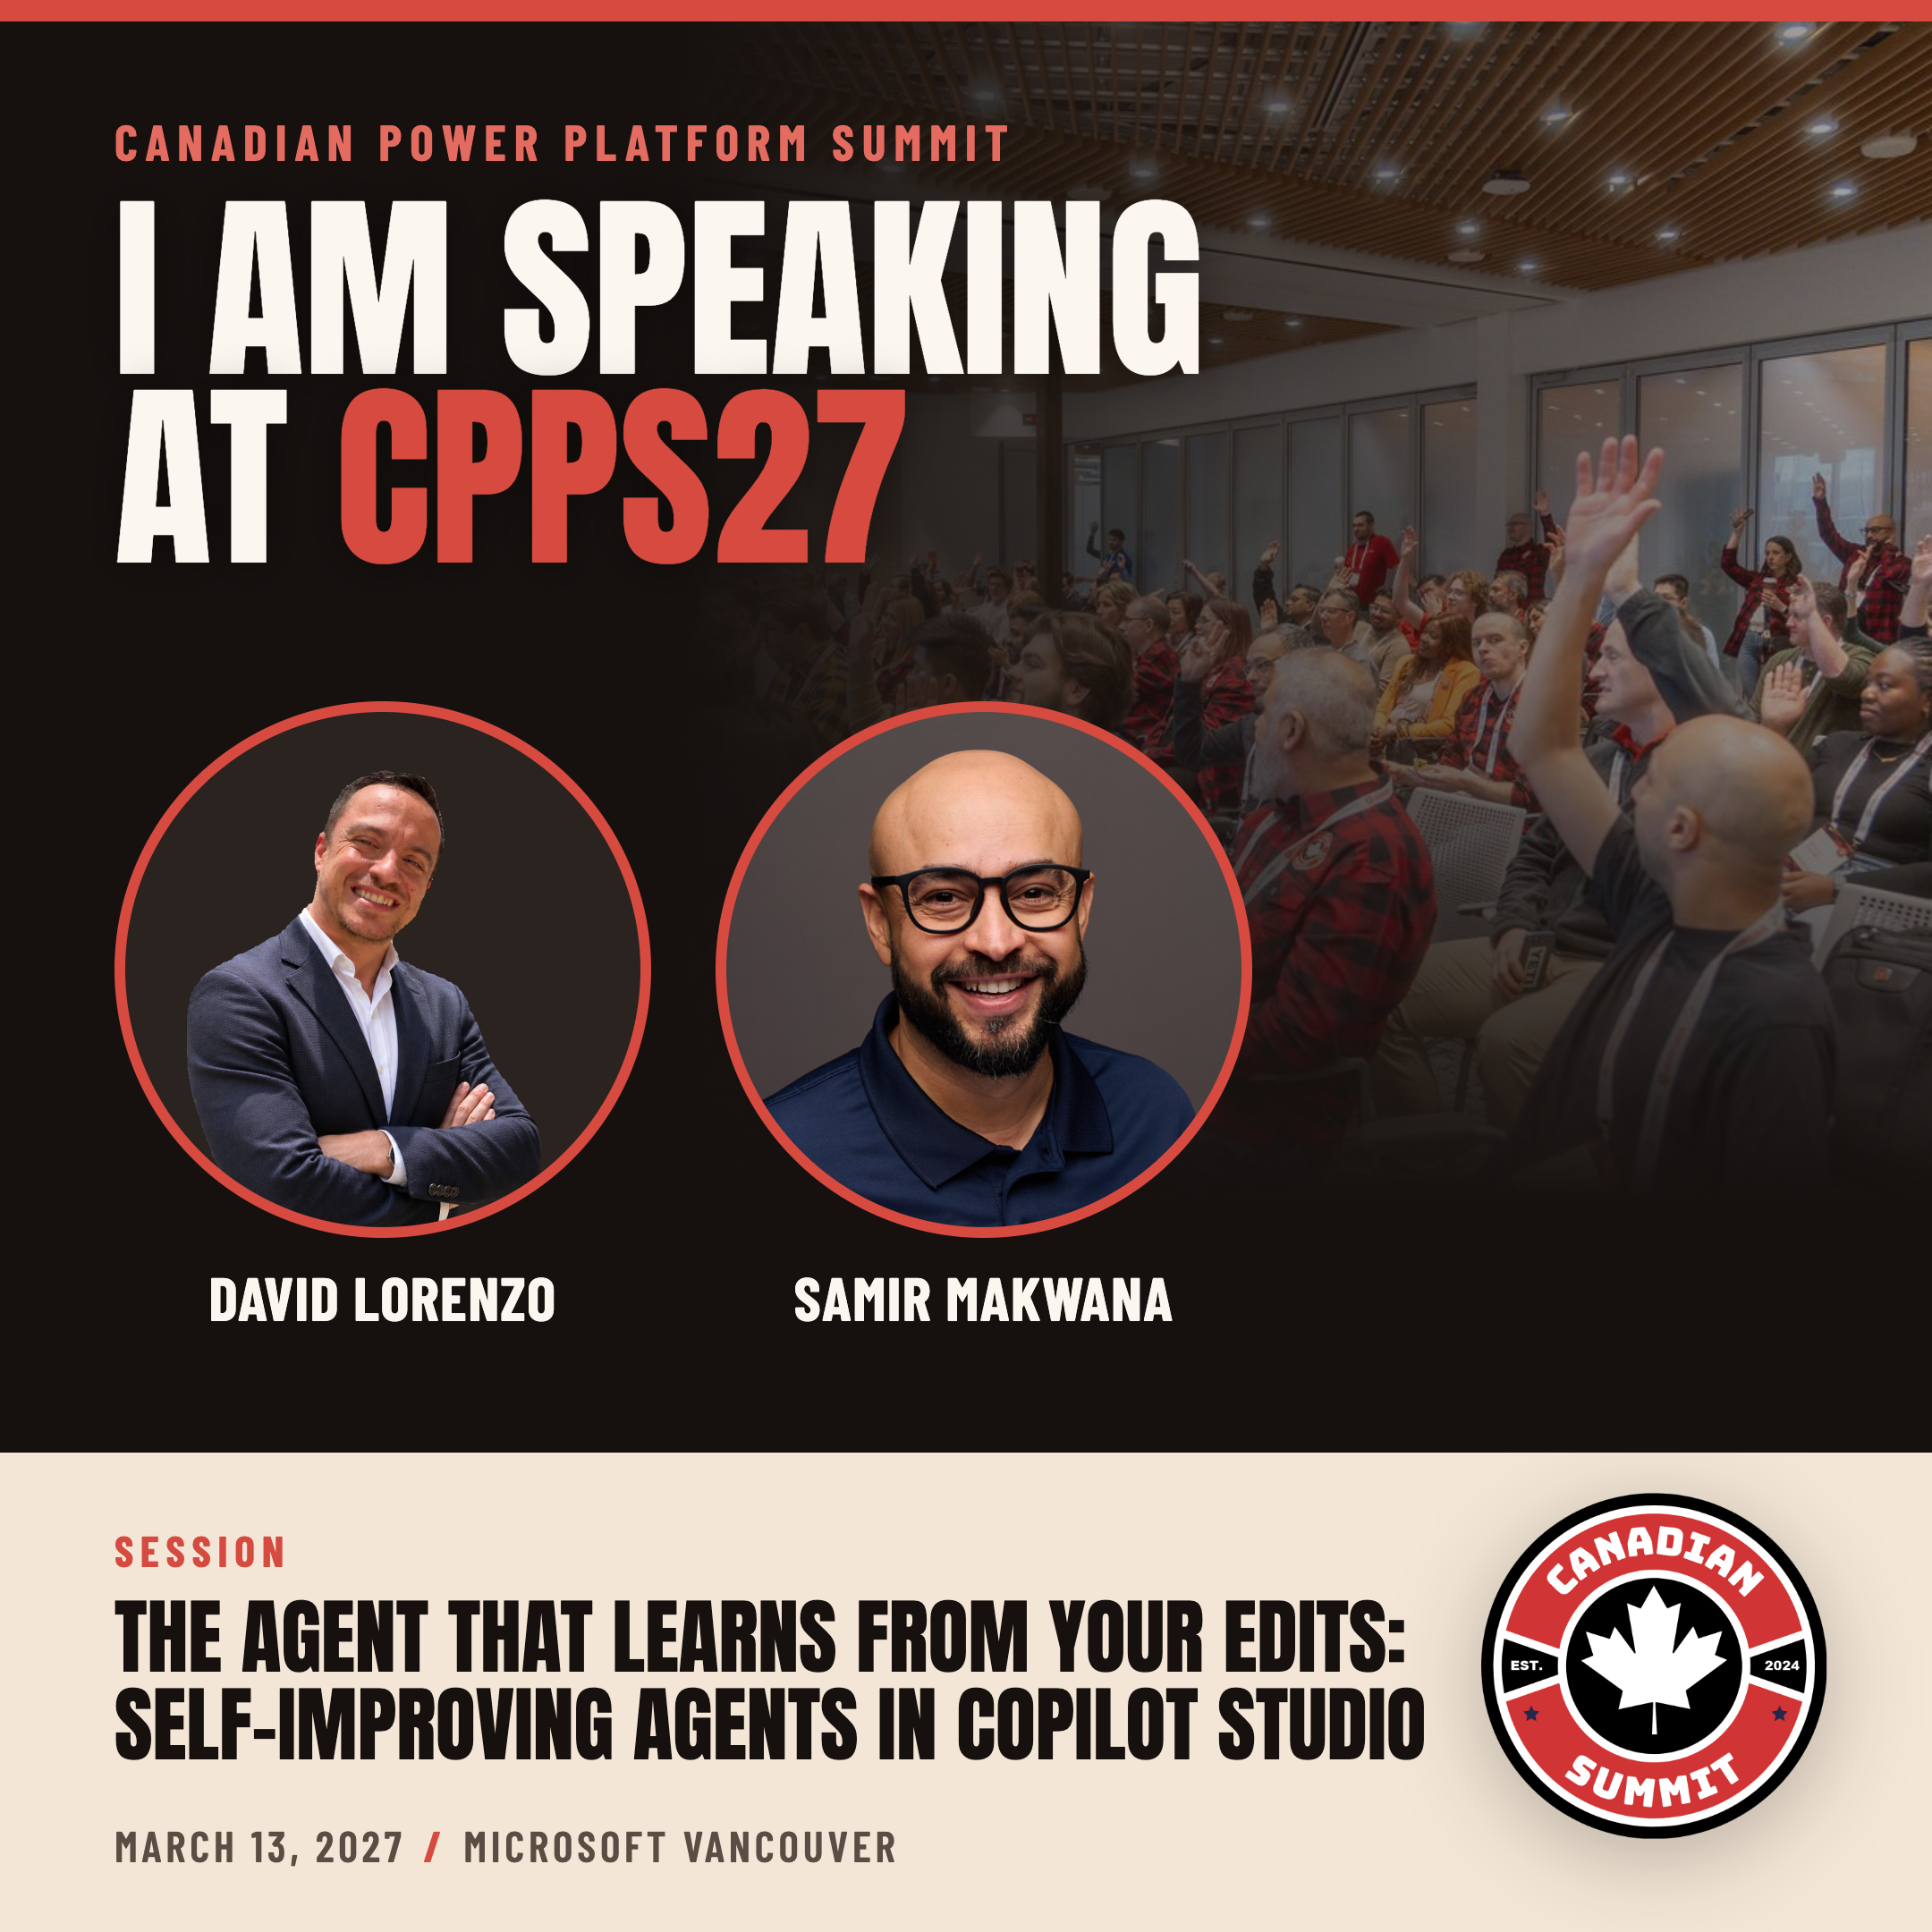 CANADIAN POWER PLATFORM SUMMIT
I AM SPEAKING
AT CPPS27
DAVID LORENZO
SAMIR MAKWANA
SESSION
THE AGENT THAT LEARNS FROM YOUR EDITS:
SELF-IMPROVING AGENTS IN COPILOT STUDIO
MARCH 13, 2027 / MICROSOFT VANCOUVER
CANADIAN
EST. 2024
SUMMIT